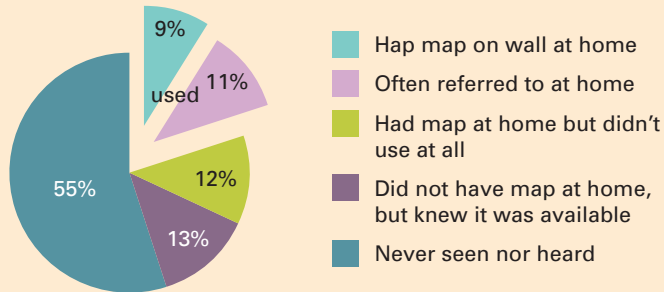 9%
used
11%
12%
13%
55%
Hap map on wall at home
Often referred to at home
Had map at home but didn't
use at all
Did not have map at home,
but knew it was available
Never seen nor heard